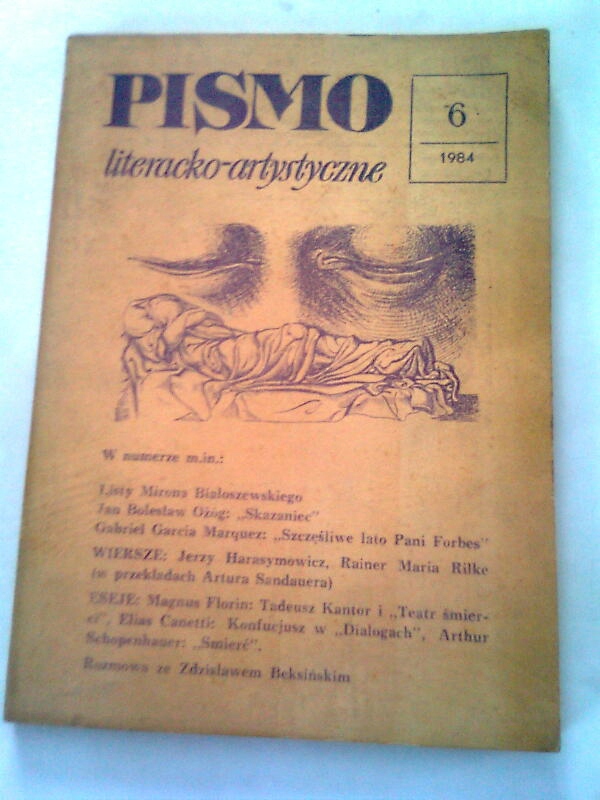 PISMO
literacko-artystyczne
6
1984
W numerze m.in.:
Listy Mirona Białoszewskiego
Jan Bolesław Ożóg: „Skazaniec”
Gabriel Garcia Marquez: „Szczęśliwe lato Pani Forbes”
WIERSZE: Jerzy Harasymowicz, Rainer Maria Rilke
(w przekładach Artura Sandauera)
ESEJE: Magnus Florin: Tadeusz Kantor i „Teatr śmier-
ci”, Elias Canetti: Konfucjusz w „Dialogach”, Arthur
Schopenhauer: „Śmierć”.
Rozmowa ze Zdzisławem Beksińskim